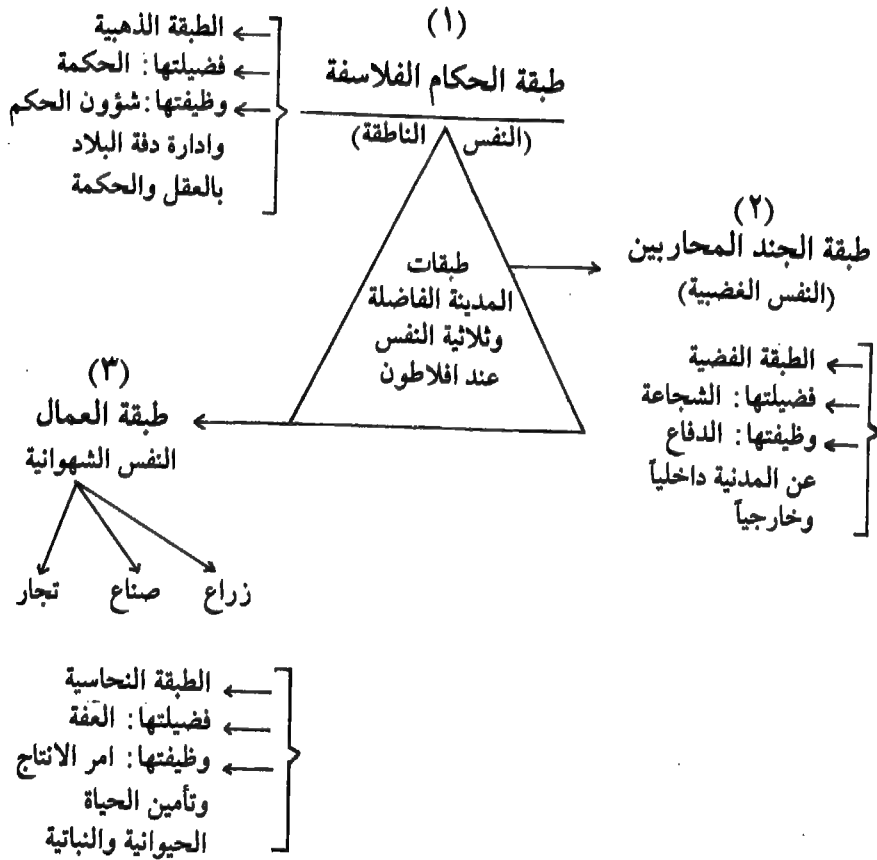 (١)
طبقة الحكام الفلاسفة
(النفس الناطقة)
الطبقة الذهبية
فضيلتها: الحكمة
وظيفتها: شؤون الحكم
وادارة دفة البلاد
بالعقل والحكمة
(٢)
طبقة الجند المحاربين
(النفس الغضبية)
الطبقة الفضية
فضيلتها: الشجاعة
وظيفتها: الدفاع
عن المدنية داخلياً
وخارجياً
طبقات
المدينة الفاضلة
وثلاثية النفس
عند افلاطون
(٣)
طبقة العمال
النفس الشهوانية
زراع صناع تجار
الطبقة النحاسية
فضيلتها: العفة
وظيفتها: امر الانتاج
وتأمين الحياة
الحيوانية والنباتية